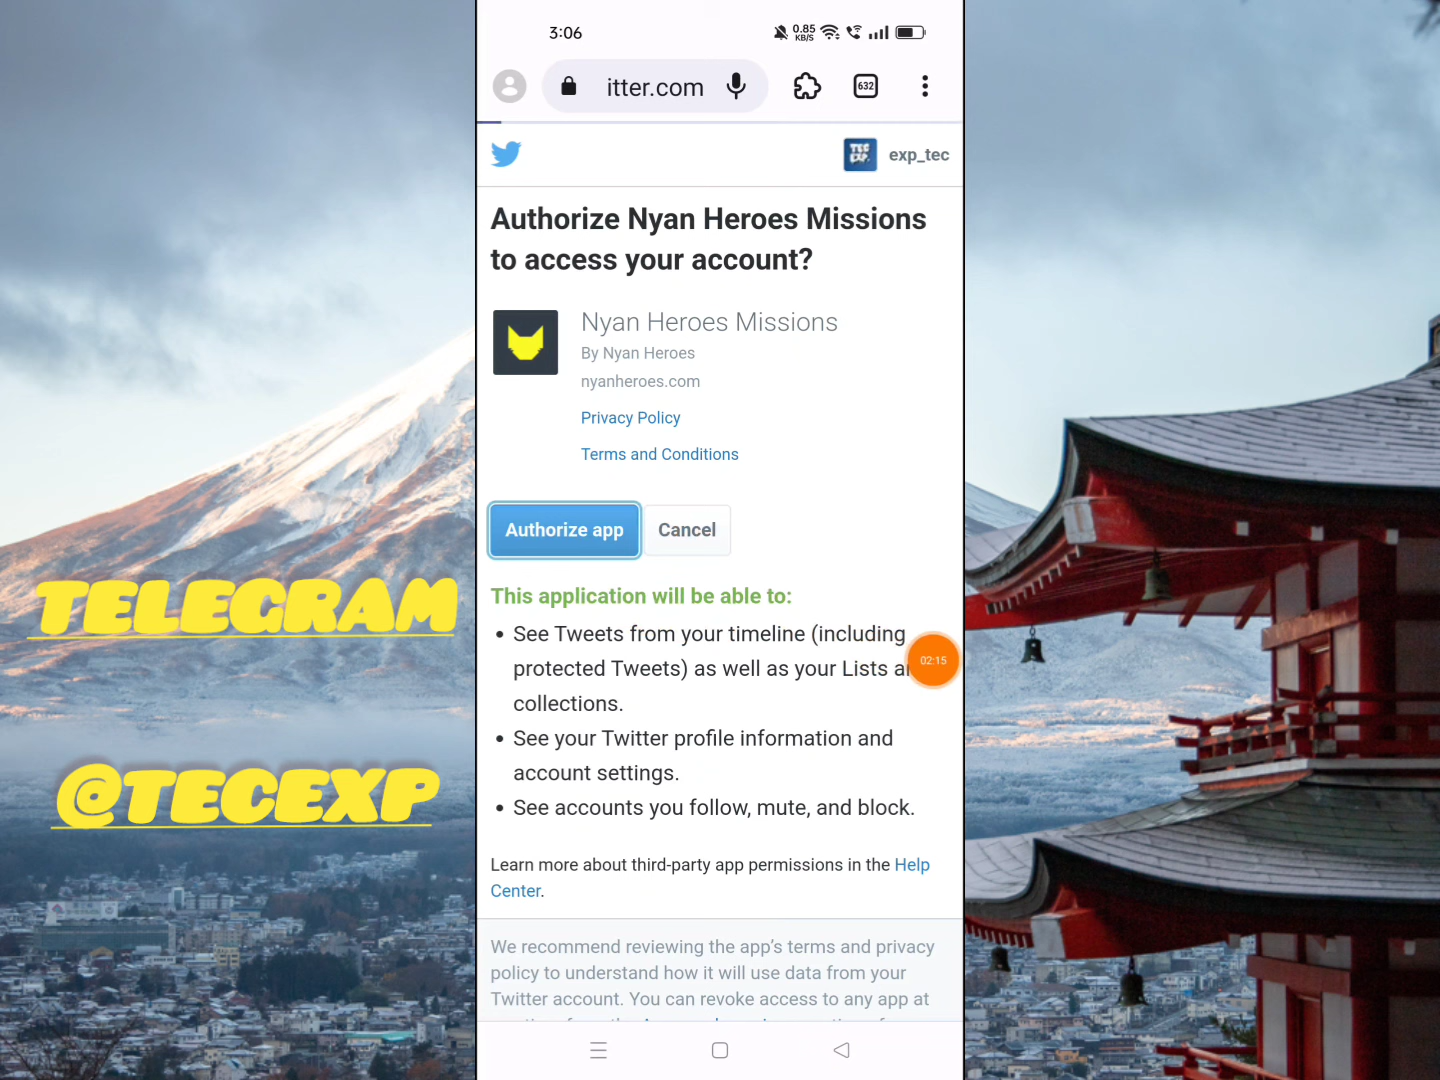 3:06
0.85
KB/S
itter.com
632
TEC
EXP.
exp_tec
Authorize Nyan Heroes Missions
to access your account?
Nyan Heroes Missions
By Nyan Heroes
nyanheroes.com
Privacy Policy
Terms and Conditions
Authorize app
Cancel
This application will be able to:
See Tweets from your timeline (including
protected Tweets) as well as your Lists
collections.
02:15
See your Twitter profile information and
account settings.
See accounts you follow, mute, and block.
Learn more about third-party app permissions in the Help
Center.
We recommend reviewing the app's terms and privacy
policy to understand how it will use data from your
Twitter account. You can revoke access to any app at
TELEGRAM
@TECEXP